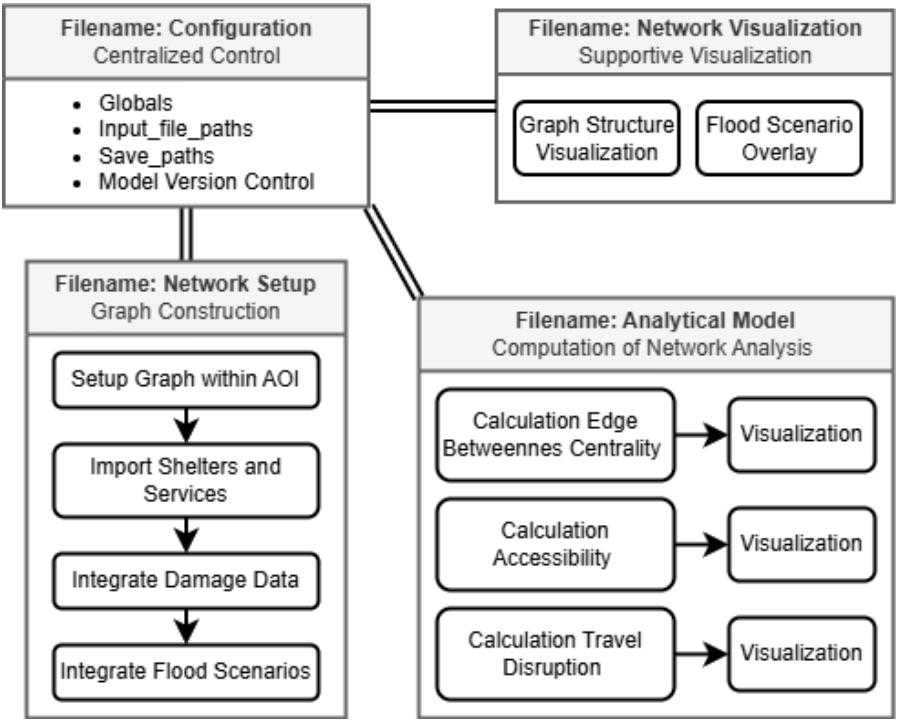 Filename: Configuration
Centralized Control
• Globals
• Input_file_paths
• Save_paths
• Model Version Control
Filename: Network Visualization
Supportive Visualization
Graph Structure
Visualization
Flood Scenario
Overlay
Filename: Network Setup
Graph Construction
Setup Graph within AOI
Import Shelters and
Services
Integrate Damage Data
Integrate Flood Scenarios
Filename: Analytical Model
Computation of Network Analysis
Calculation Edge
Betweennes Centrality
Visualization
Calculation
Accessibility
Visualization
Calculation Travel
Disruption
Visualization